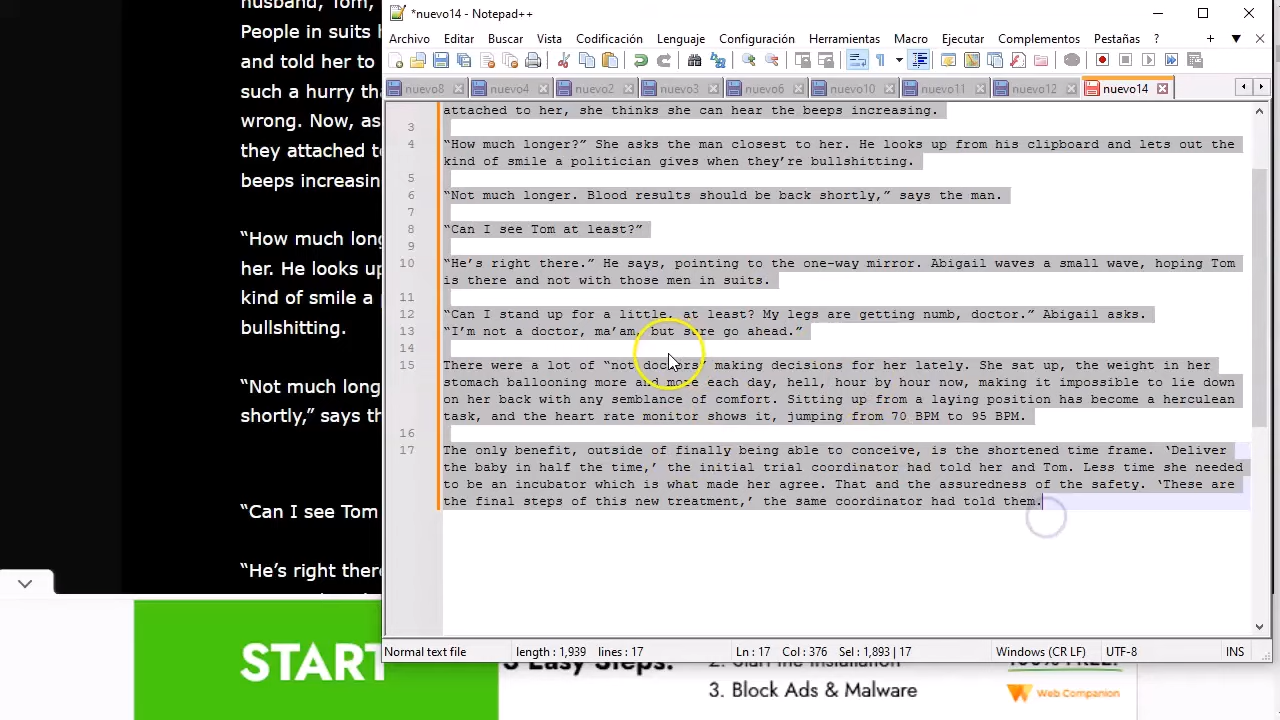 husband, Tom,
People in suits h
and told her to
such a hurry tha
wrong. Now, as
they attached to
beeps increasin
“How much long
her. He looks up
kind of smile a p
bullshitting.
“Not much long
shortly,” says th
“Can I see Tom
“He’s right there
*nuevo14 - Notepad++
Archivo Editar Buscar Vista Codificación Lenguaje Configuración Herramientas Macro Ejecutar Complementos Pestañas ?
nuevo8 nuevo4 nuevo2 nuevo3 nuevo6 nuevo10 nuevo11 nuevo12 nuevo14
attached to her, she thinks she can hear the beeps increasing.
3
4 “How much longer?” She asks the man closest to her. He looks up from his clipboard and lets out the
kind of smile a politician gives when they’re bullshitting.
5
6 “Not much longer. Blood results should be back shortly,” says the man.
7
8 “Can I see Tom at least?”
9
10 “He’s right there.” He says, pointing to the one-way mirror. Abigail waves a small wave, hoping Tom
is there and not with those men in suits.
11
12 “Can I stand up for a little, at least? My legs are getting numb, doctor.” Abigail asks.
13 “I’m not a doctor, ma’am, but sure go ahead.”
14
15 There were a lot of “not doctors” making decisions for her lately. She sat up, the weight in her
stomach ballooning more and more each day, hell, hour by hour now, making it impossible to lie down
on her back with any semblance of comfort. Sitting up from a laying position has become a herculean
task, and the heart rate monitor shows it, jumping from 70 BPM to 95 BPM.
16
17 The only benefit, outside of finally being able to conceive, is the shortened time frame. ‘Deliver
the baby in half the time,’ the initial trial coordinator had told her and Tom. Less time she needed
to be an incubator which is what made her agree. That and the assuredness of the safety. ‘These are
the final steps of this new treatment,’ the same coordinator had told them.
Normal text file length : 1,939 lines : 17 Ln : 17 Col : 376 Sel : 1,893 | 17 Windows (CR LF) UTF-8 INS
START
3 Easy Steps:
2. Start the Installation
3. Block Ads & Malware
100% FREE!
Web Companion